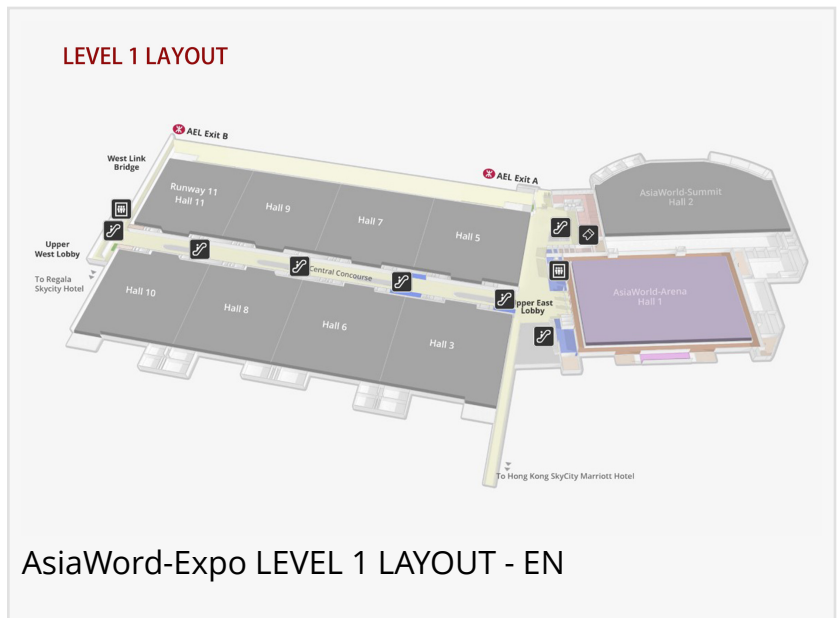 LEVEL 1 LAYOUT
AEL Exit B
West Link
Bridge
AEL Exit A
Runway 11
Hall 11
Hall 9
Hall 7
Hall 5
AsiaWorld-Summit
Hall 2
Upper
West Lobby
To Regala
Skycity Hotel
Central Concourse
Hall 10
Hall 8
Hall 6
Hall 3
pper East
Lobby
AsiaWorld-Arena
Hall 1
To Hong Kong SkyCity Marriott Hotel
AsiaWord-Expo LEVEL 1 LAYOUT - EN